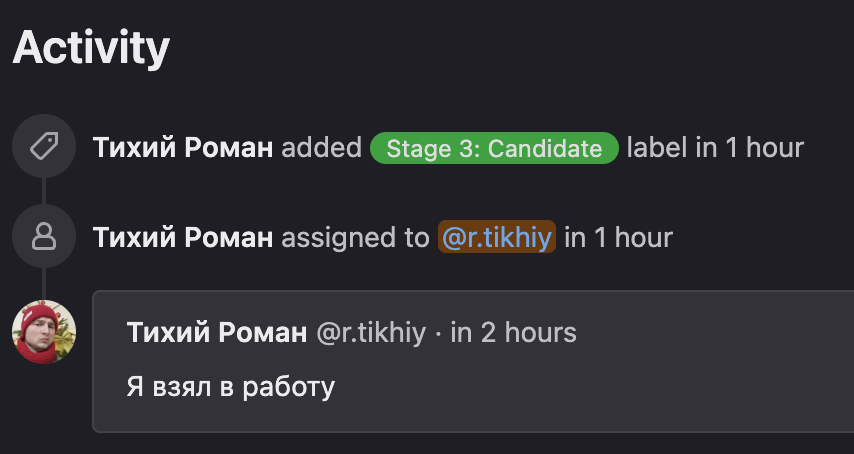 Activity
Тихий Роман added Stage 3: Candidate label in 1 hour
Тихий Роман assigned to @r.tikhiy in 1 hour
Тихий Роман @r.tikhiy · in 2 hours
Я взял в работу